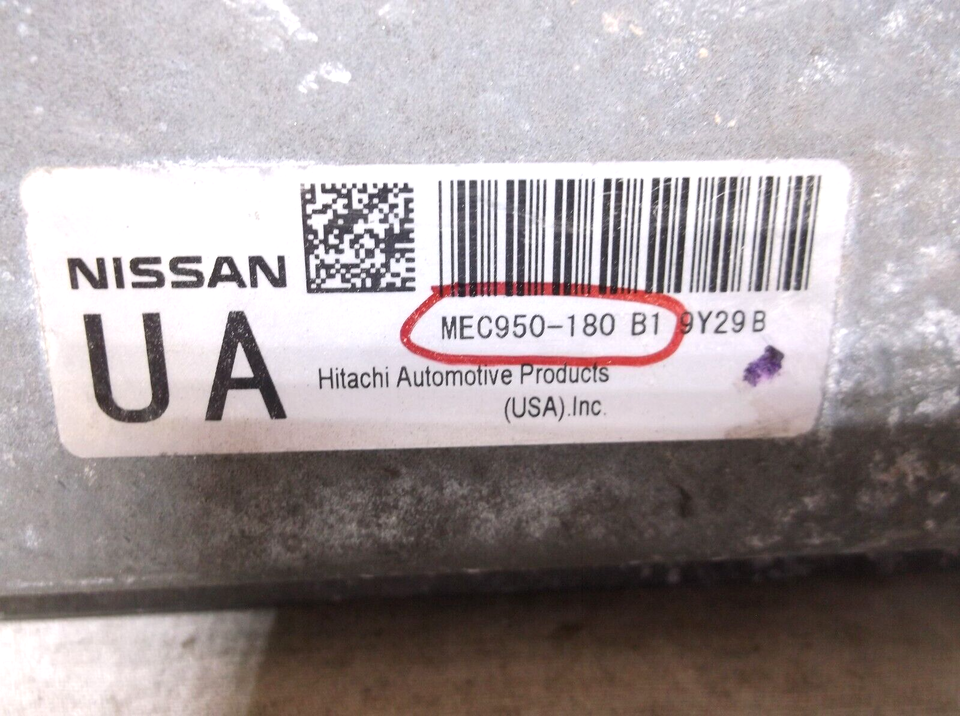 NISSAN
UA
MEC950-180 B1 9Y29B
Hitachi Automotive Products
(USA).Inc.